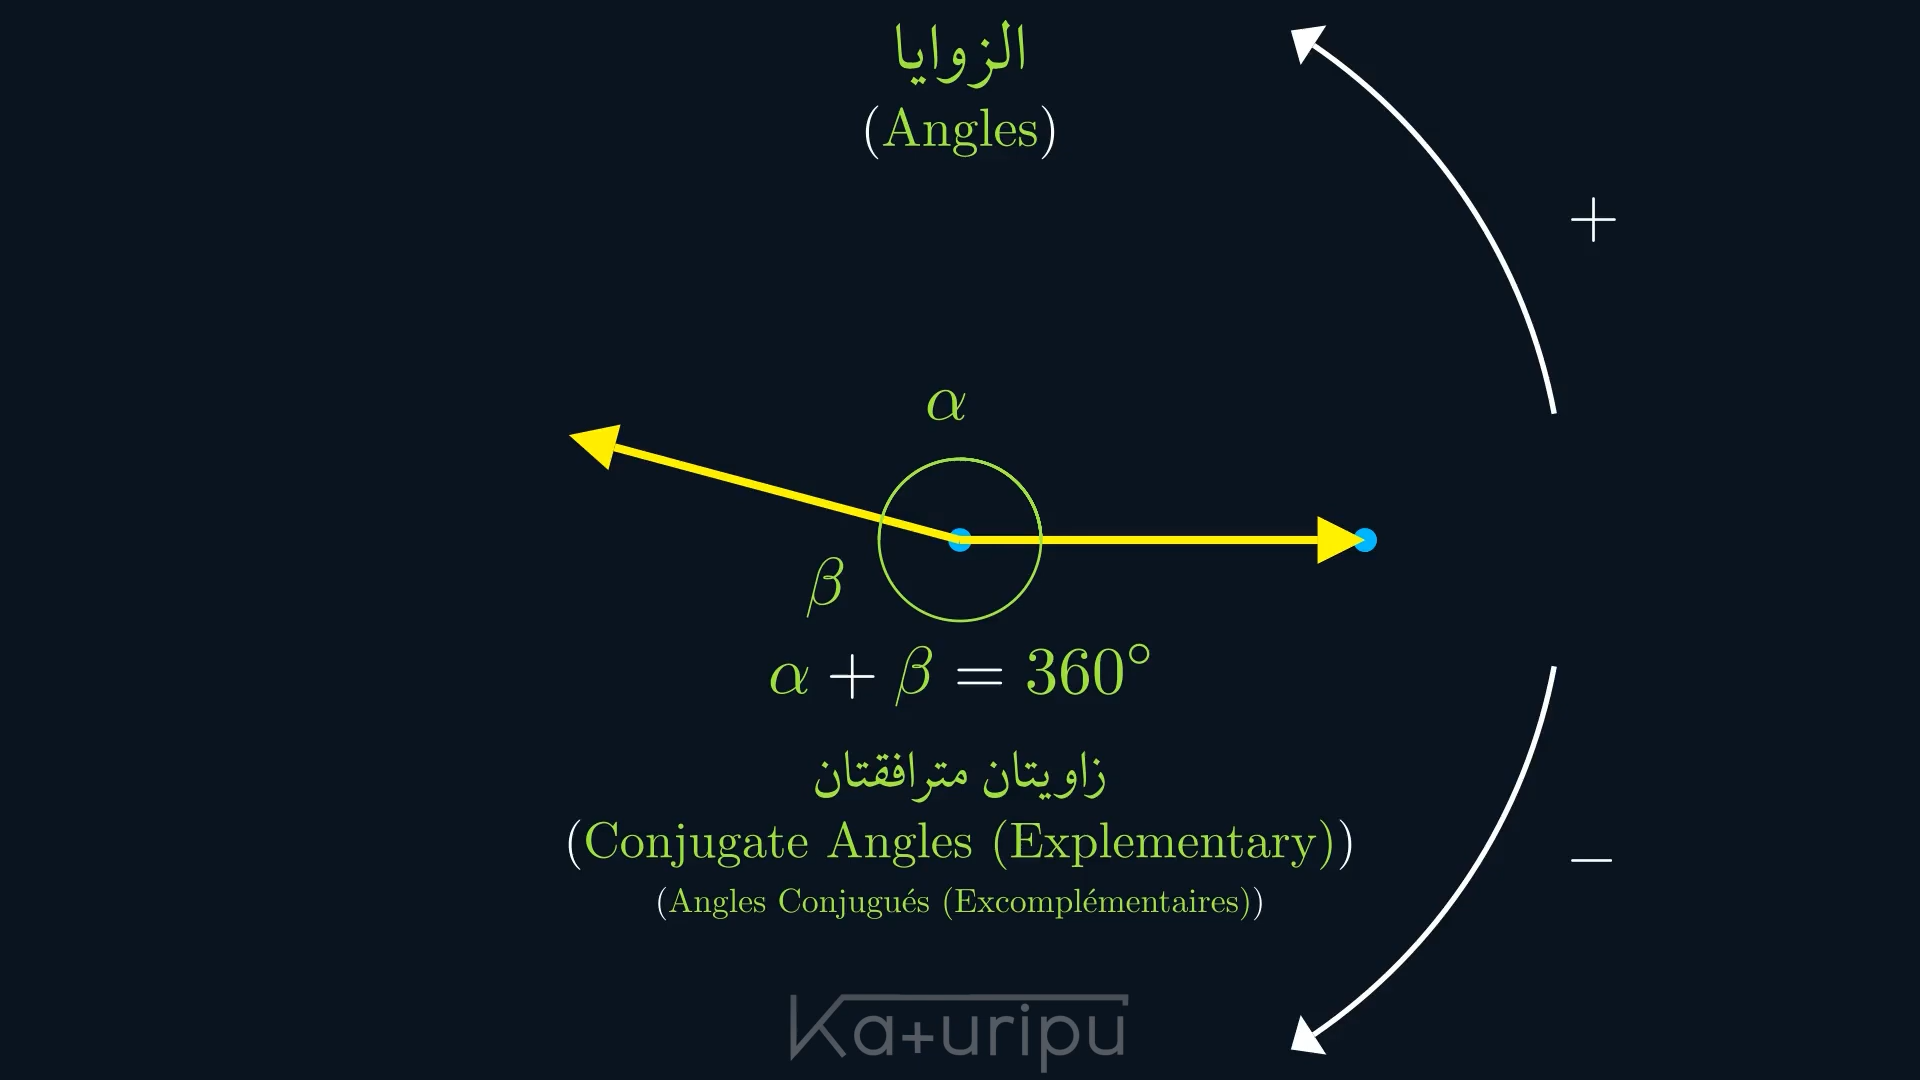 الزوايا
(Angles)
+
α
β
α + β = 360°
زاويتان مترافقتان
(Conjugate Angles (Explementary))
−
(Angles Conjugués (Excomplémentaires))
Ka+uripu